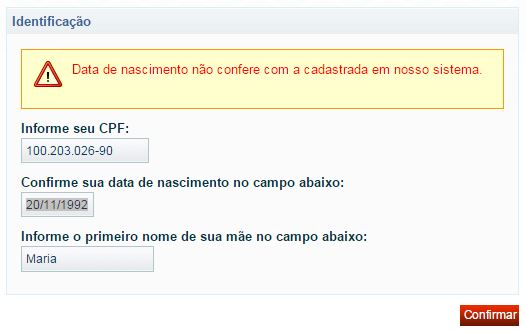 Identificação
Data de nascimento não confere com a cadastrada em nosso sistema.
Informe seu CPF:
100.203.026-90
Confirme sua data de nascimento no campo abaixo:
20/11/1992
Informe o primeiro nome de sua mãe no campo abaixo:
Maria
Confirmar